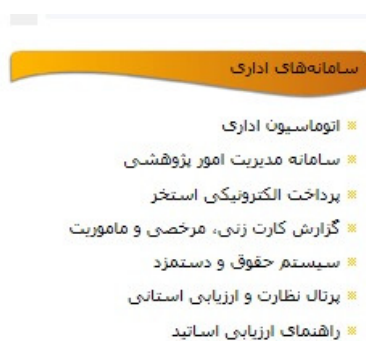 سامانه‌های اداری
اتوماسیون اداری
سامانه مدیریت امور پژوهشی
پرداخت الکترونیکی استخر
گزارش کارت زنی، مرخصی و ماموریت
سیستم حقوق و دستمزد
پرتال نظارت و ارزیابی استانی
راهنمای ارزیابی اساتید